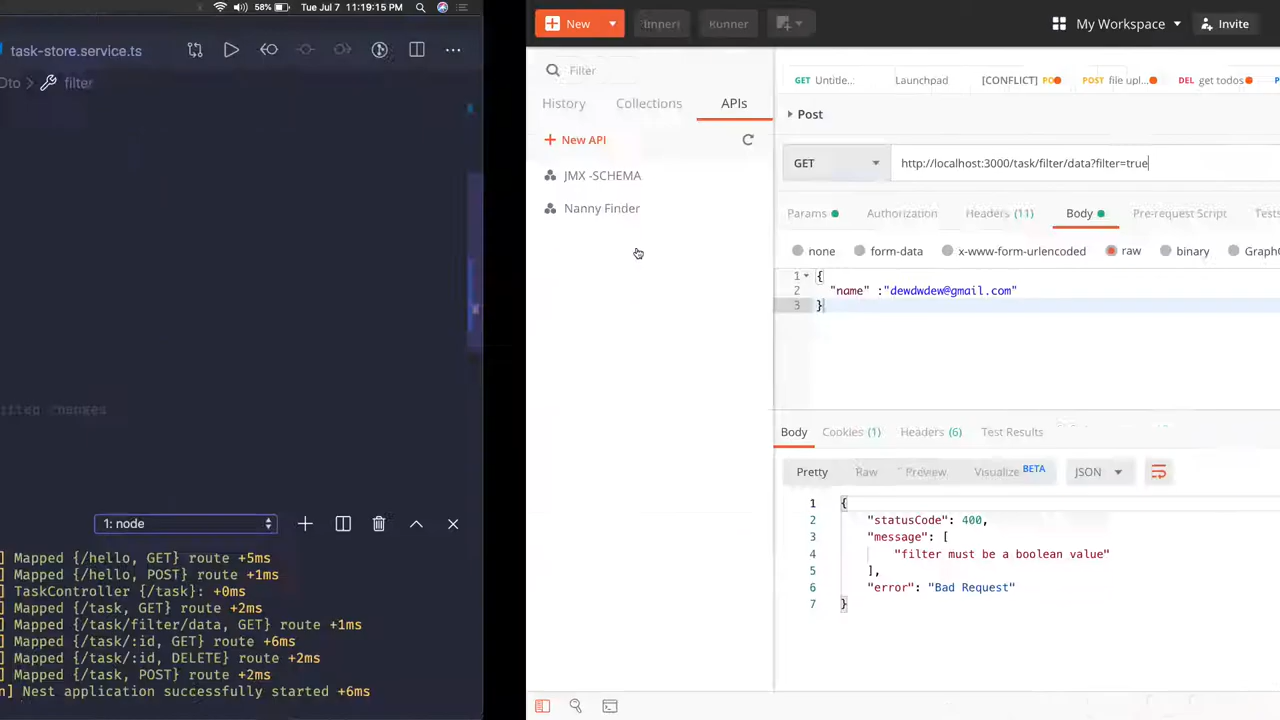 58% Tue Jul 7 11:19:15 PM
task-store.service.ts
Dto > filter
1: node
] Mapped {/hello, GET} route +5ms
] Mapped {/hello, POST} route +1ms
] TaskController {/task}: +0ms
] Mapped {/task, GET} route +2ms
] Mapped {/task/filter/data, GET} route +1ms
] Mapped {/task/:id, GET} route +6ms
] Mapped {/task/:id, DELETE} route +2ms
] Mapped {/task, POST} route +2ms
n] Nest application successfully started +6ms
New Import Runner My Workspace Invite
Filter
History Collections APIs
+ New API
JMX -SCHEMA
Nanny Finder
GET Untitle... Launchpad [CONFLICT] PO POST file upl... DEL get todos
Post
GET http://localhost:3000/task/filter/data?filter=true
Params Authorization Headers (11) Body Pre-request Script Tests
none form-data x-www-form-urlencoded raw binary GraphQ
1 {
2 "name" :"dewdwdew@gmail.com"
3 }
Body Cookies (1) Headers (6) Test Results
Pretty Raw Preview Visualize BETA JSON
1 {
2 "statusCode": 400,
3 "message": [
4 "filter must be a boolean value"
5 ],
6 "error": "Bad Request"
7 }